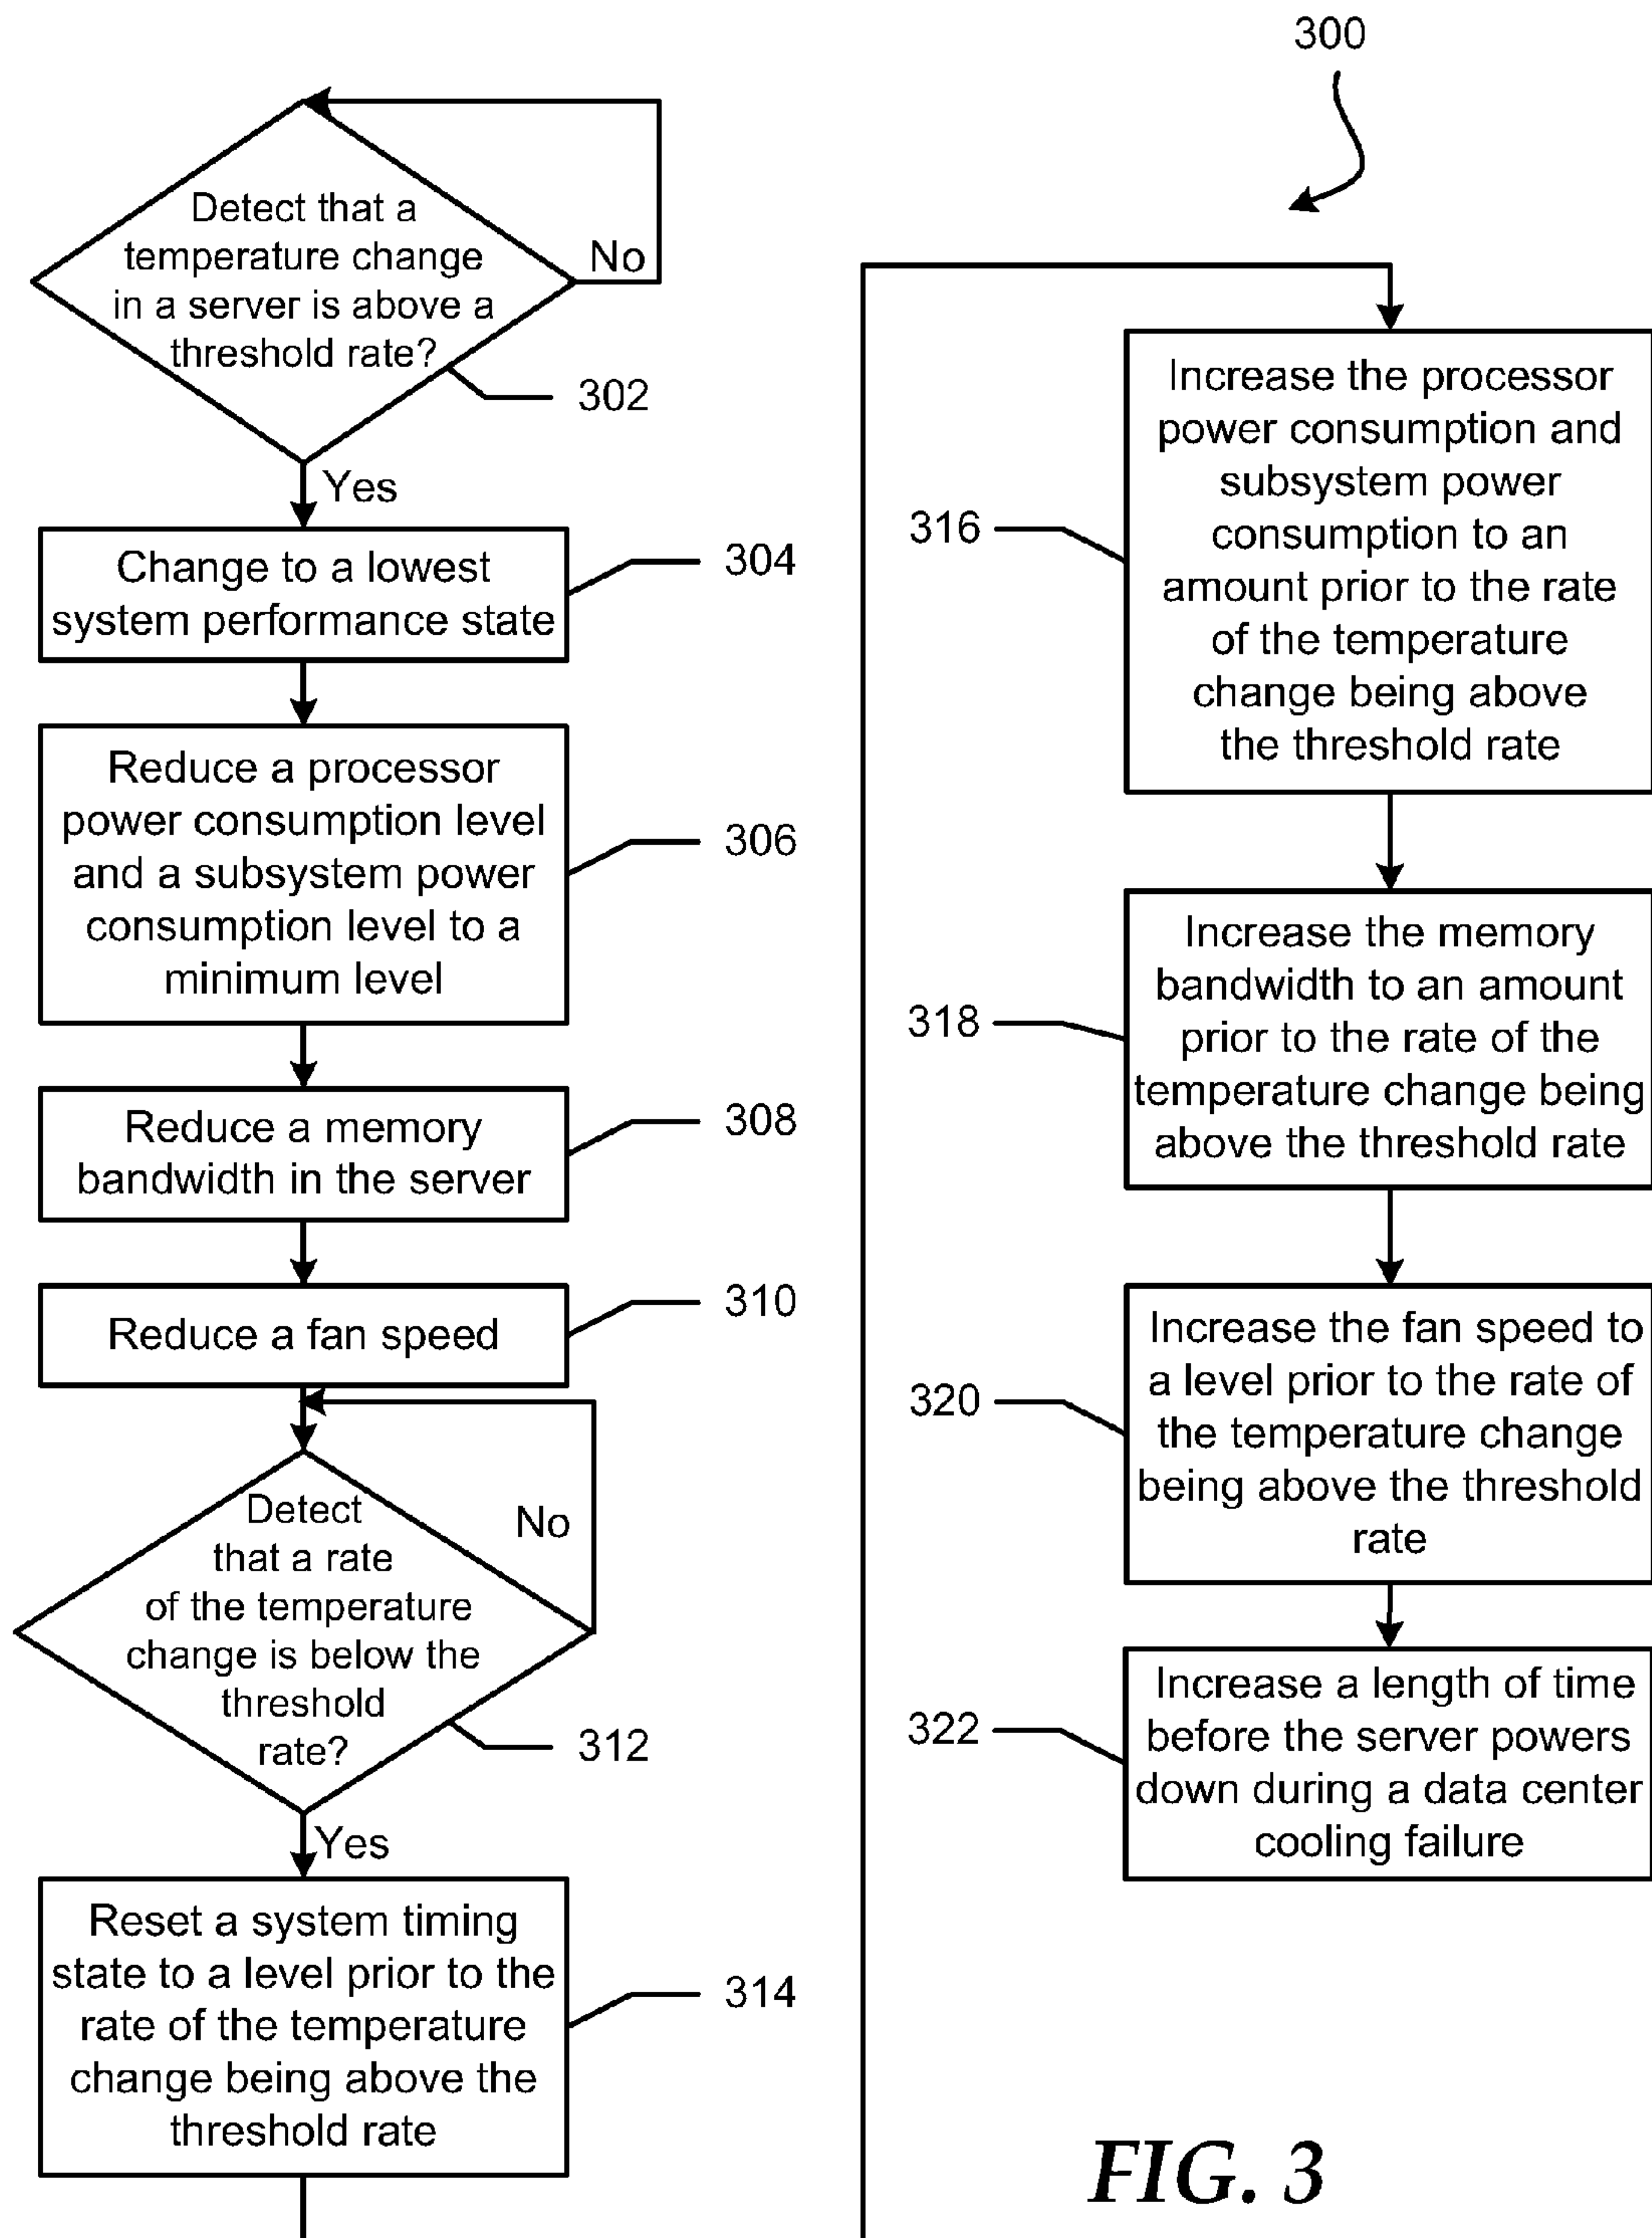 300
Detect that a
temperature change
in a server is above a
threshold rate?
No
302
Yes
Change to a lowest
system performance state
304
Reduce a processor
power consumption level
and a subsystem power
consumption level to a
minimum level
306
Reduce a memory
bandwidth in the server
308
Reduce a fan speed
310
Detect
that a rate
of the temperature
change is below the
threshold
rate?
No
312
Yes
Reset a system timing
state to a level prior to the
rate of the temperature
change being above the
threshold rate
314
Increase the processor
power consumption and
subsystem power
consumption to an
amount prior to the rate
of the temperature
change being above
the threshold rate
316
Increase the memory
bandwidth to an amount
prior to the rate of the
temperature change being
above the threshold rate
318
Increase the fan speed to
a level prior to the rate of
the temperature change
being above the threshold
rate
320
Increase a length of time
before the server powers
down during a data center
cooling failure
322
FIG. 3